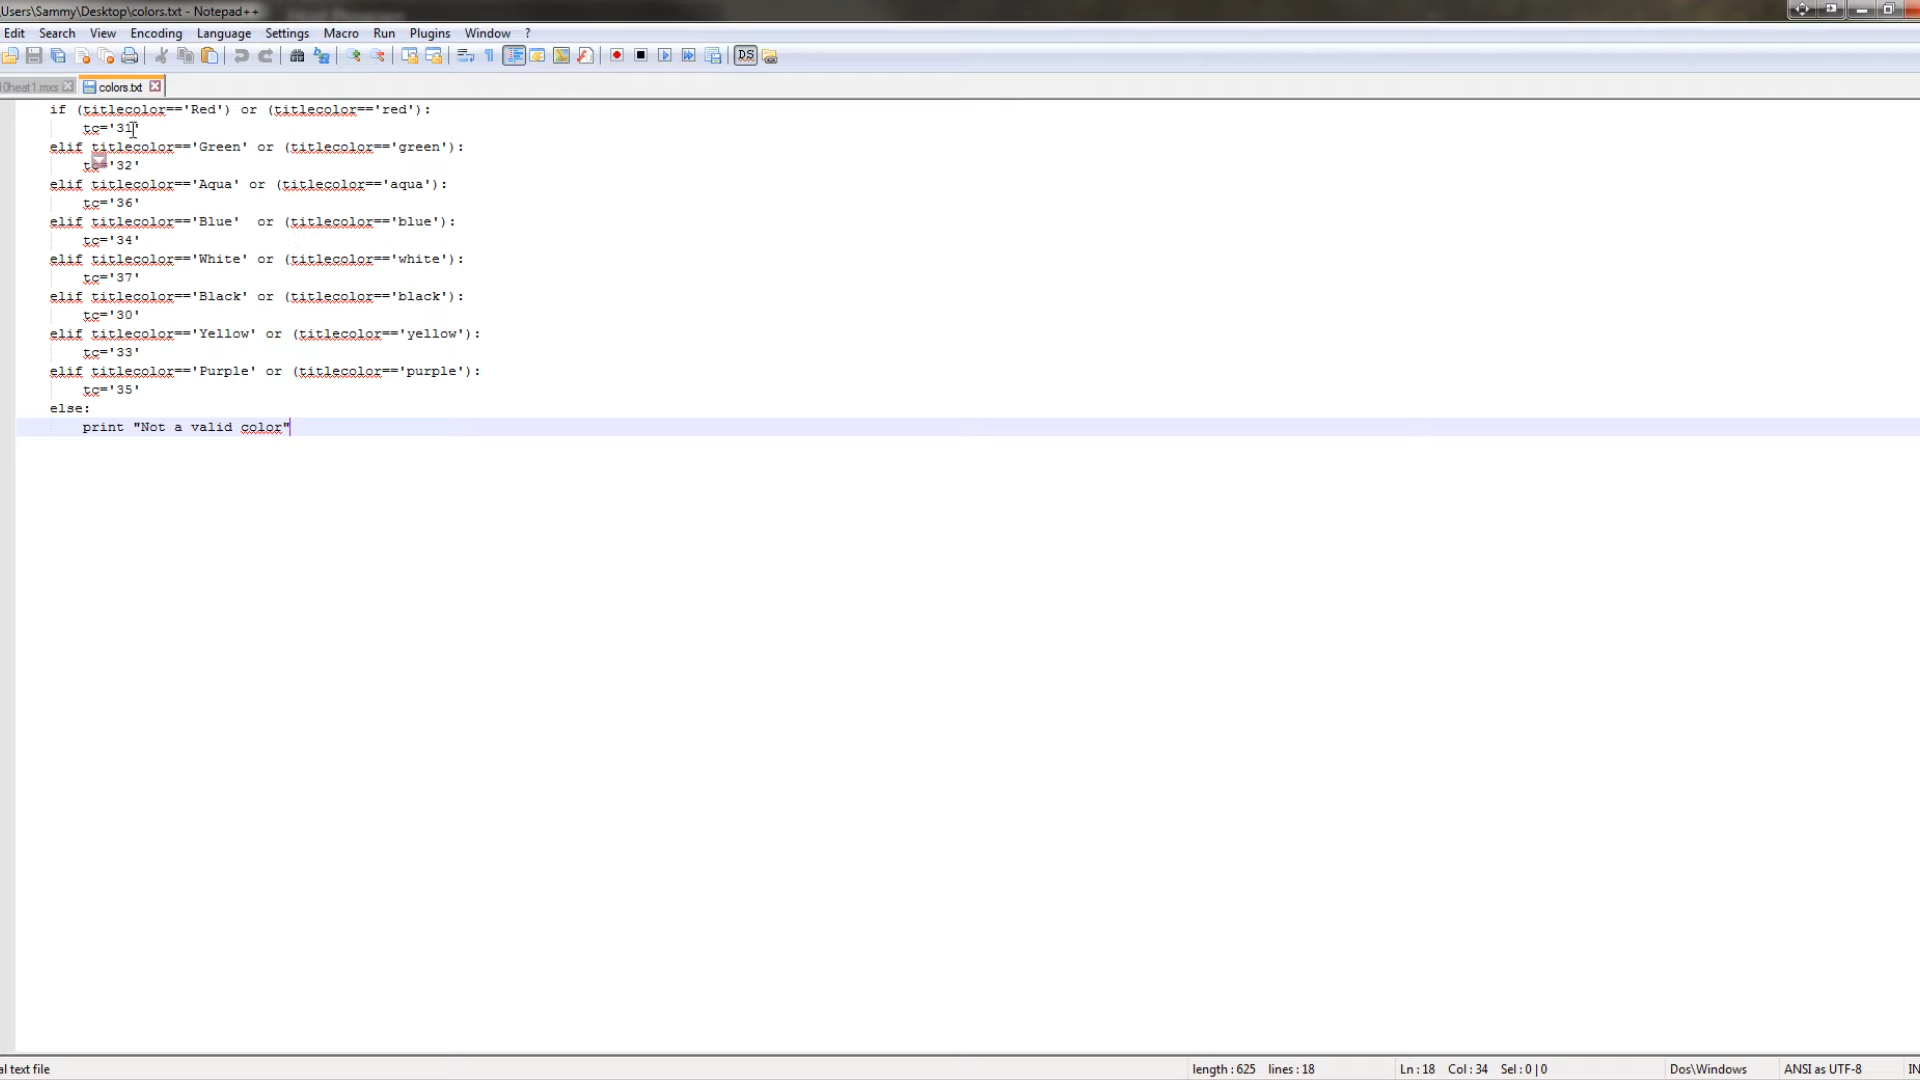 Users\Sammy\Desktop\colors.txt - Notepad++
Edit Search View Encoding Language Settings Macro Run Plugins Window ?
0heat1.mxs colors.txt
if (titlecolor=='Red') or (titlecolor=='red'):
    tc='31'
elif titlecolor=='Green' or (titlecolor=='green'):
    tc='32'
elif titlecolor=='Aqua' or (titlecolor=='aqua'):
    tc='36'
elif titlecolor=='Blue'  or (titlecolor=='blue'):
    tc='34'
elif titlecolor=='White' or (titlecolor=='white'):
    tc='37'
elif titlecolor=='Black' or (titlecolor=='black'):
    tc='30'
elif titlecolor=='Yellow' or (titlecolor=='yellow'):
    tc='33'
elif titlecolor=='Purple' or (titlecolor=='purple'):
    tc='35'
else:
    print "Not a valid color"
al text file length : 625 lines : 18 Ln : 18 Col : 34 Sel : 0 | 0 Dos\Windows ANSI as UTF-8 IN